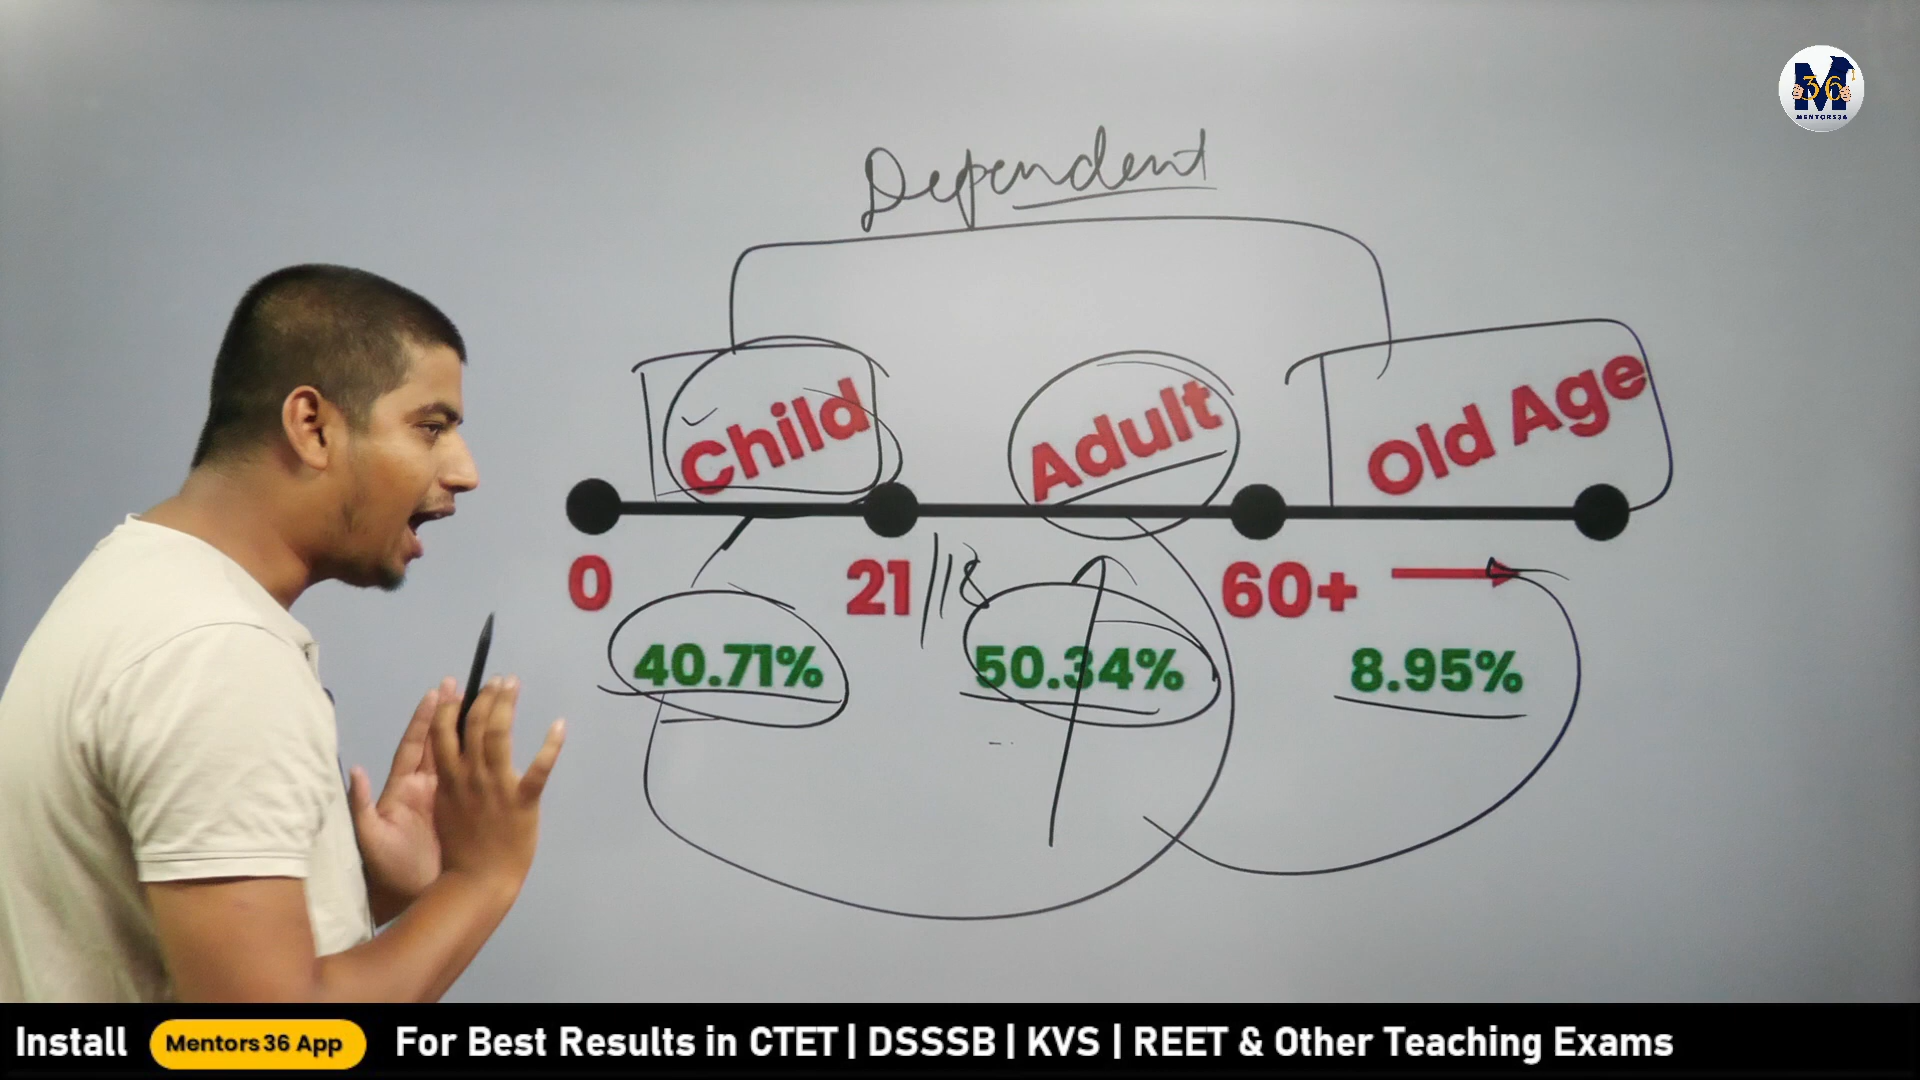 36
MENTORS36
Dependent
Child Adult Old Age
0 21//18 60+
40.71% 50.34% 8.95%
Install Mentors36 App For Best Results in CTET | DSSSB | KVS | REET & Other Teaching Exams